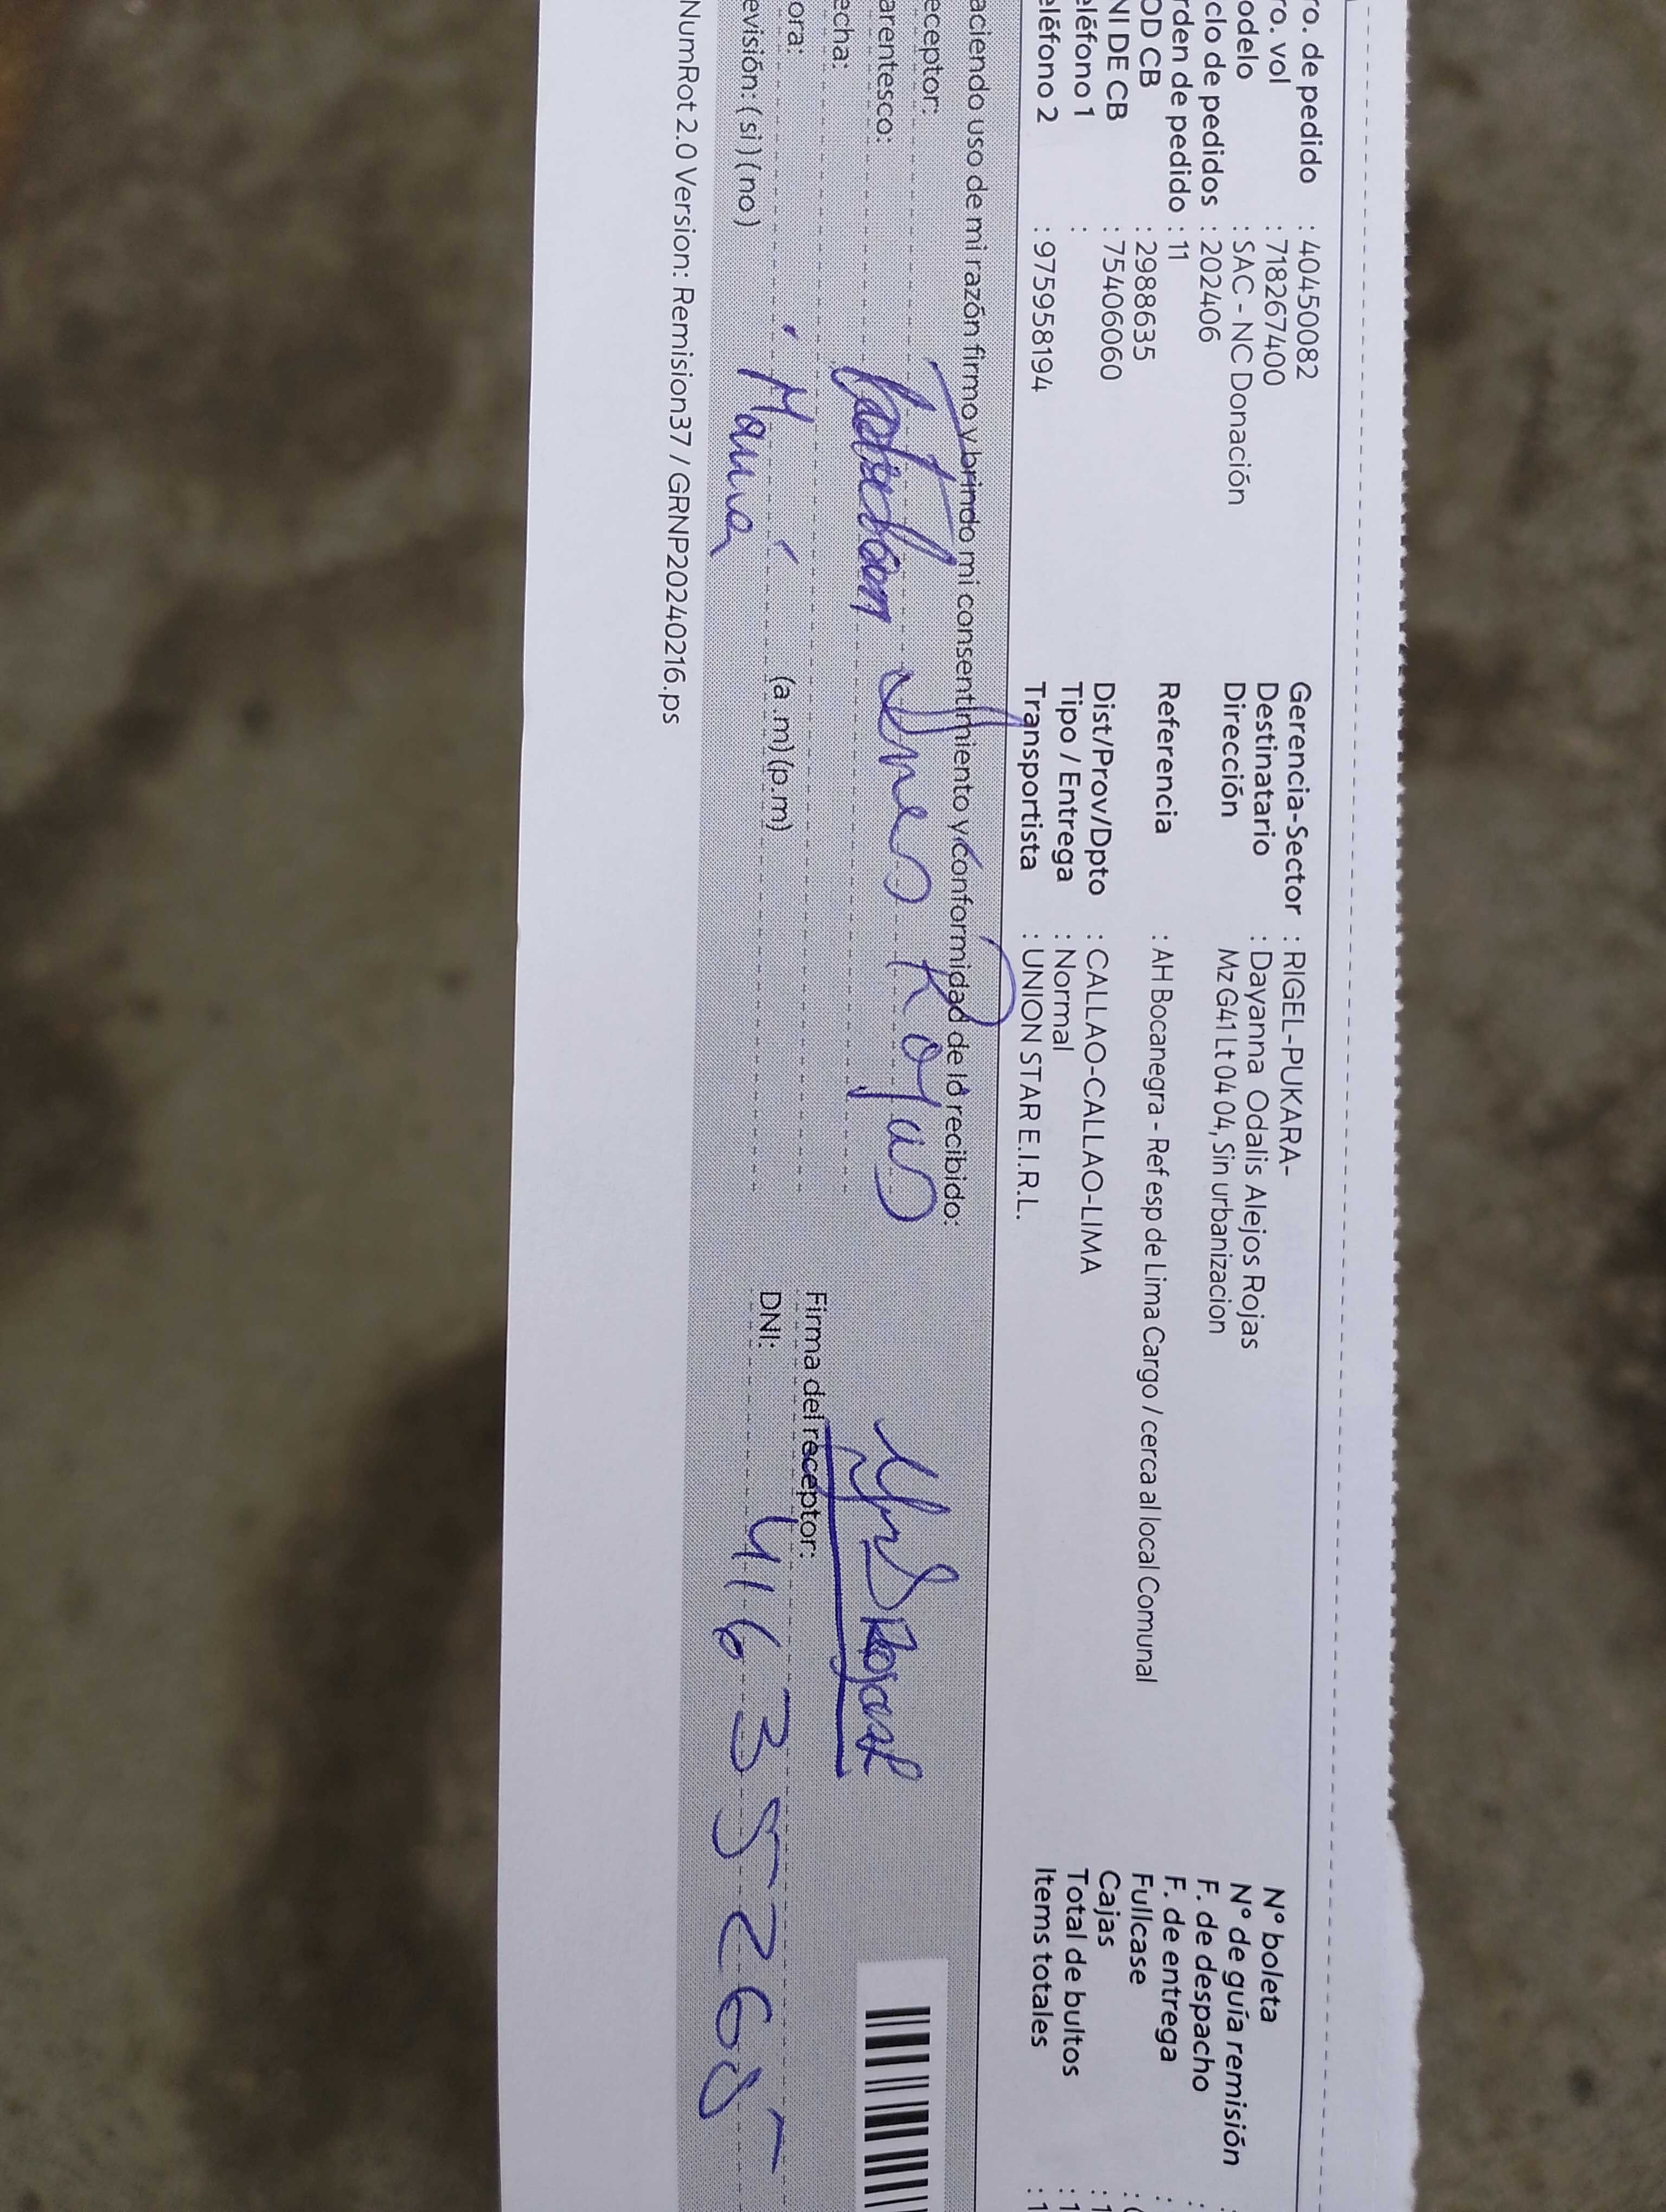 ro. de pedido : 40450082
ro. vol : 718267400
odelo : SAC - NC Donación
clo de pedidos : 202406
rden de pedido : 11
OD CB : 2988635
NI DE CB : 75406060
eléfono 1 :
eléfono 2 : 975958194
Gerencia-Sector : RIGEL-PUKARA-
Destinatario : Dayanna Odalis Alejos Rojas
Dirección Mz G41 Lt 04 04, Sin urbanizacion
Referencia : AH Bocanegra - Ref esp de Lima Cargo / cerca al local Comunal
Dist/Prov/Dpto : CALLAO-CALLAO-LIMA
Tipo / Entrega : Normal
Transportista : UNION STAR E.I.R.L.
N° boleta
N° de guía remisión :
F. de despacho :
F. de entrega :
Fullcase :
Cajas : 1
Total de bultos : 1
Items totales : 1
aciendo uso de mi razón firmo y brindo mi consentimiento y conformidad de lo recibido:
eceptor: Ines Rojas
arentesco:
echa:
ora: (a.m) (p.m)
evisión: ( si ) ( no ) Mama
Firma del receptor: Rojas
DNI: 41635265
NumRot 2.0 Version: Remision37 / GRNP20240216.ps